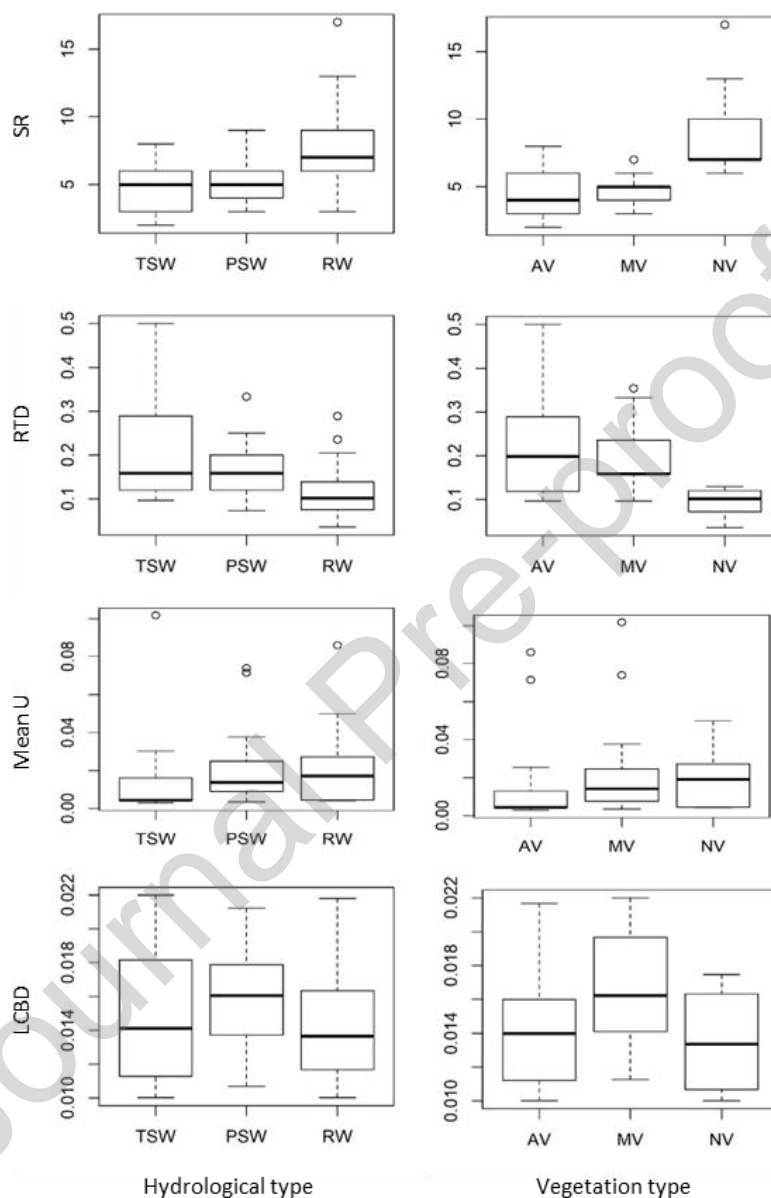 SR
15
10
5
TSW PSW RW
15
10
5
AV MV NV
RTD
0.5
0.4
0.3
0.2
0.1
TSW PSW RW
0.5
0.4
0.3
0.2
0.1
AV MV NV
Mean U
0.08
0.04
0.00
TSW PSW RW
0.08
0.04
0.00
AV MV NV
LCBD
0.022
0.018
0.014
0.010
TSW PSW RW
0.022
0.018
0.014
0.010
AV MV NV
Hydrological type
Vegetation type
Journal Pre-proof